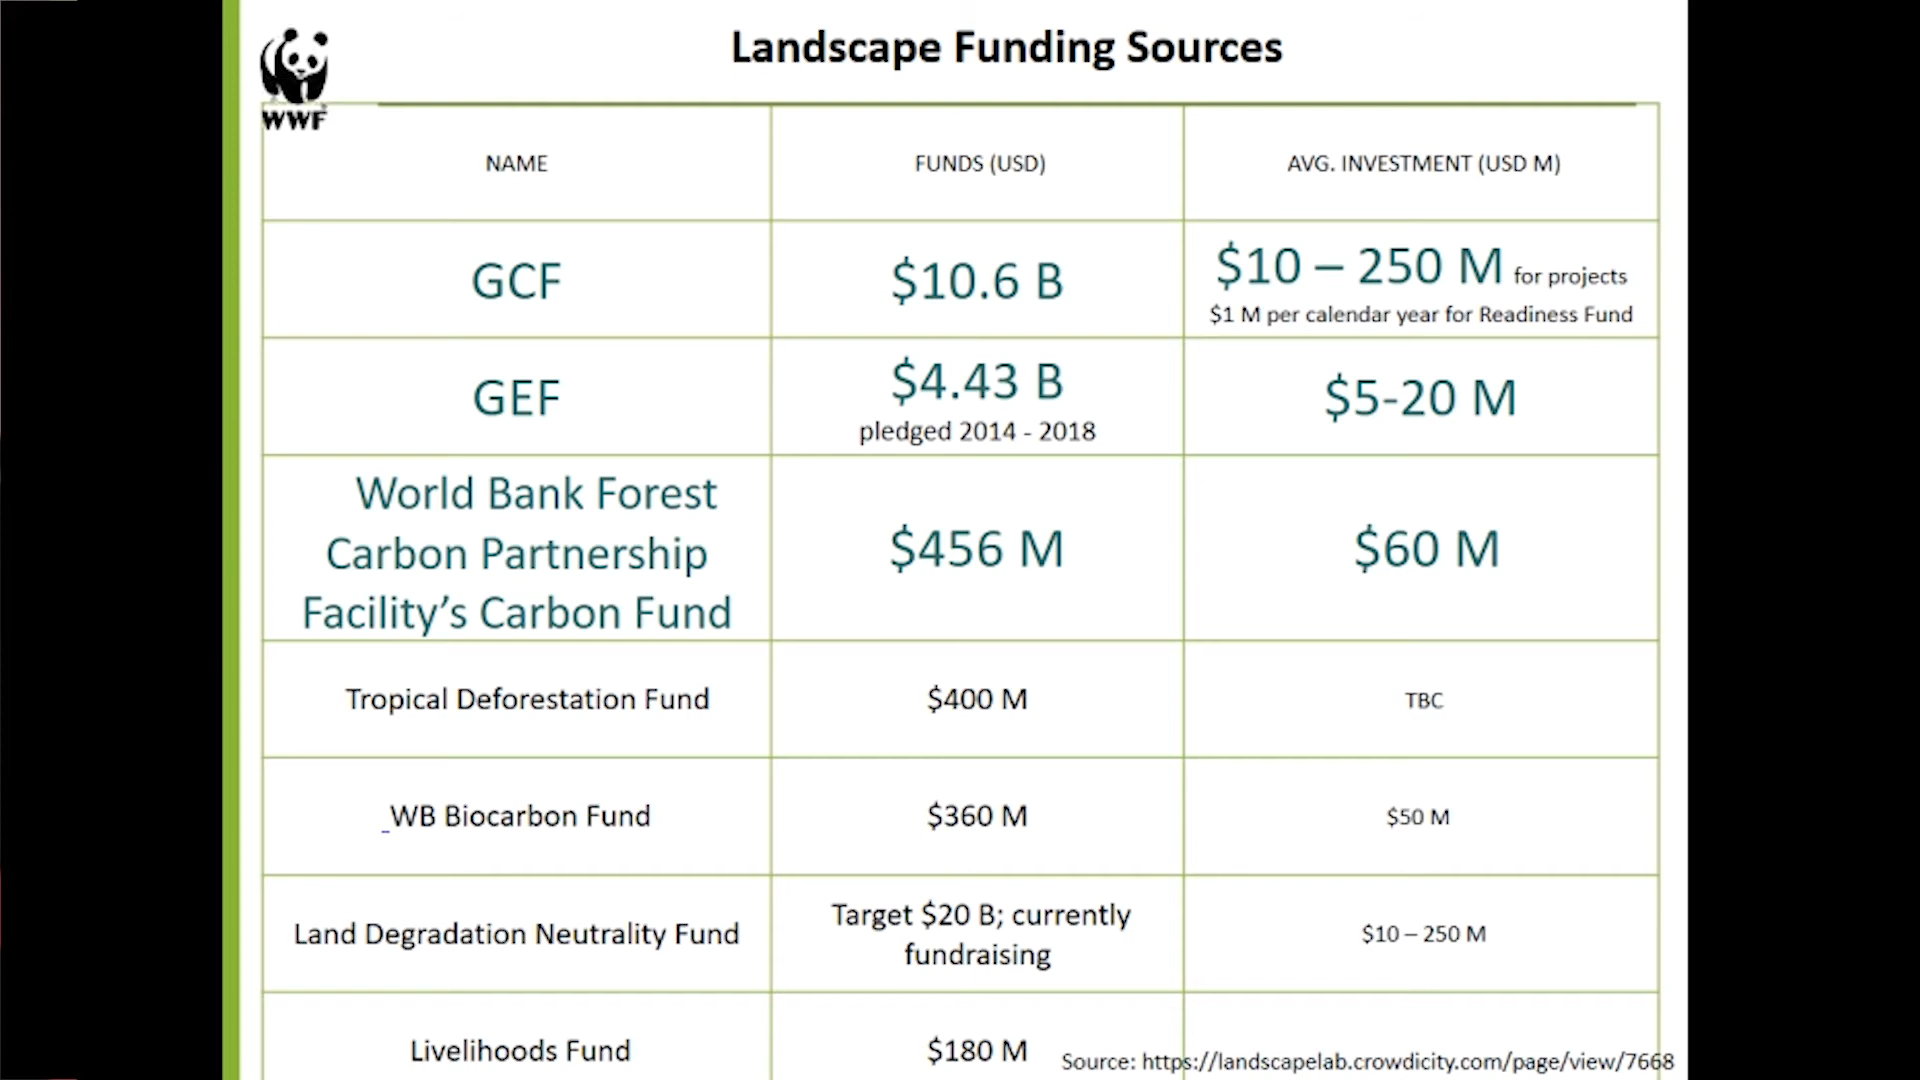 WWF
Landscape Funding Sources
NAME
FUNDS (USD)
AVG. INVESTMENT (USD M)
GCF
$10.6 B
$10 – 250 M for projects
$1 M per calendar year for Readiness Fund
GEF
$4.43 B
pledged 2014 - 2018
$5-20 M
World Bank Forest
Carbon Partnership
Facility's Carbon Fund
$456 M
$60 M
Tropical Deforestation Fund
$400 M
TBC
WB Biocarbon Fund
$360 M
$50 M
Land Degradation Neutrality Fund
Target $20 B; currently
fundraising
$10 – 250 M
Livelihoods Fund
$180 M
Source: https://landscapelab.crowdicity.com/page/view/7668